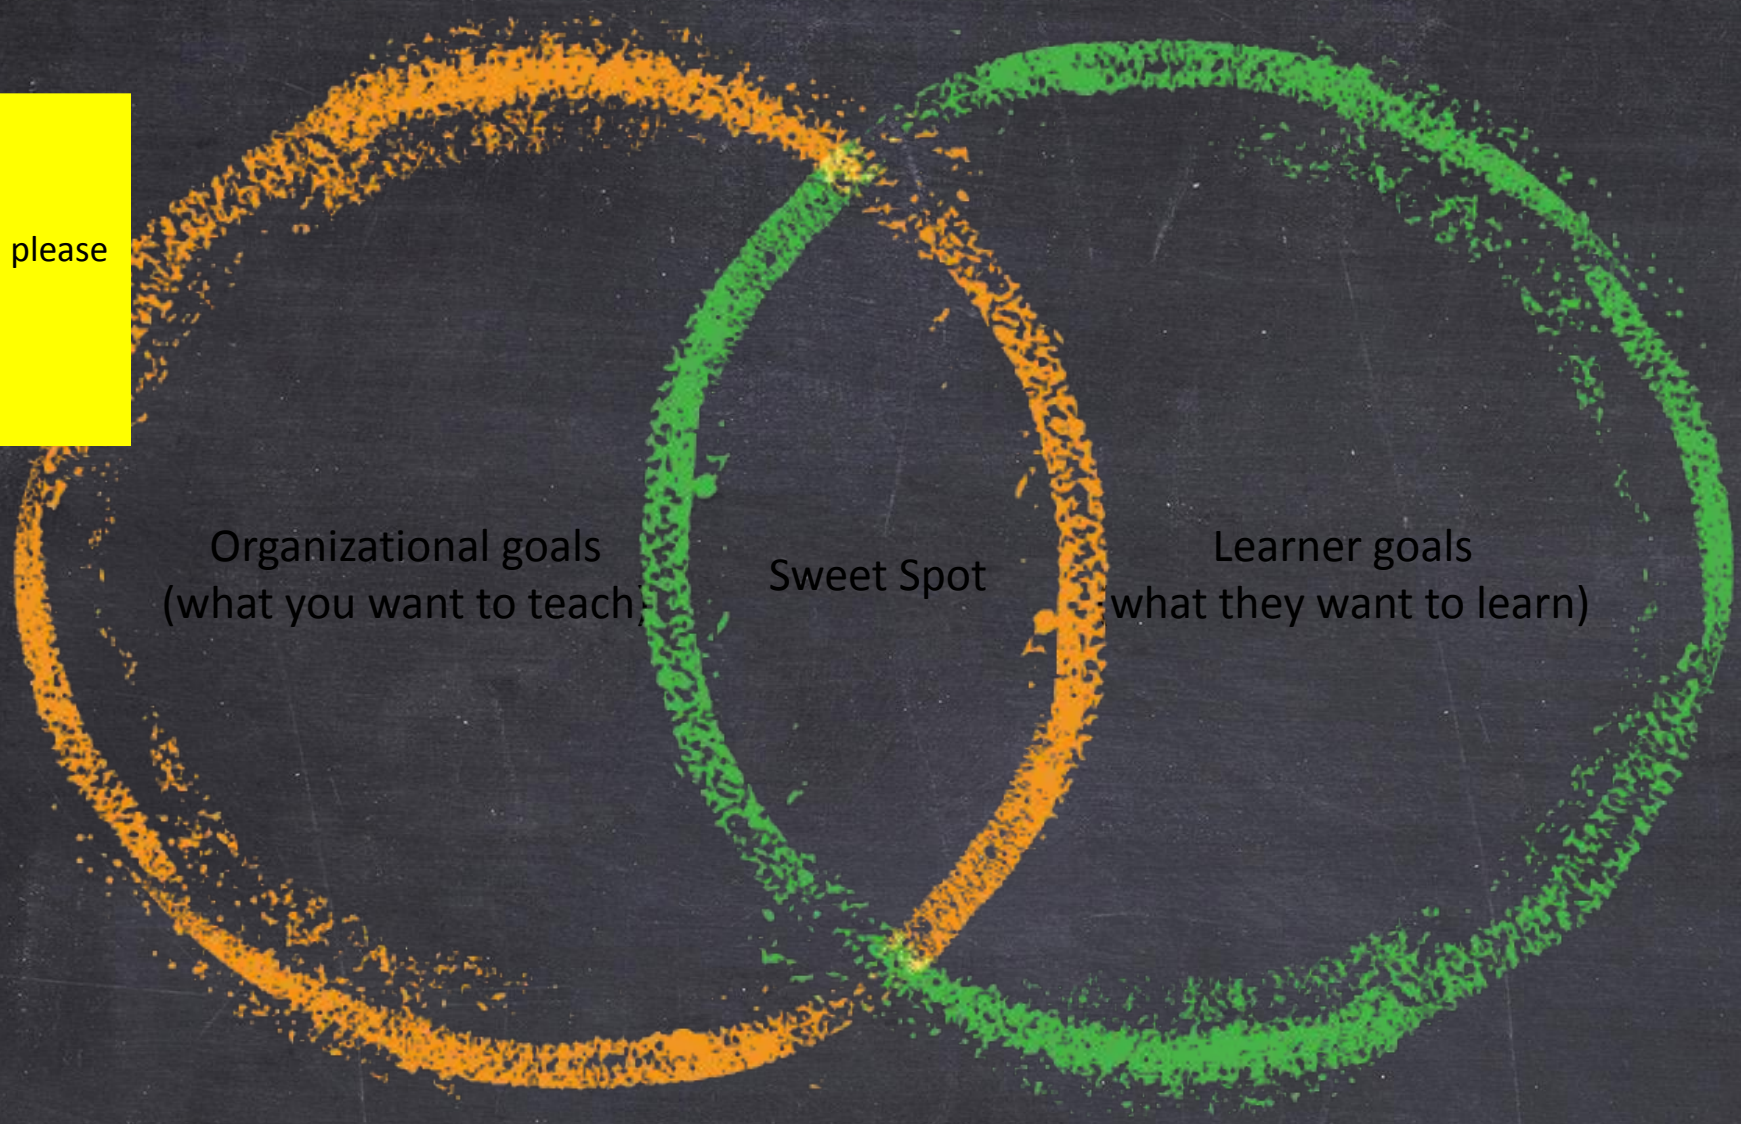 please
Organizational goals
(what you want to teach)
Sweet Spot
Learner goals
(what they want to learn)